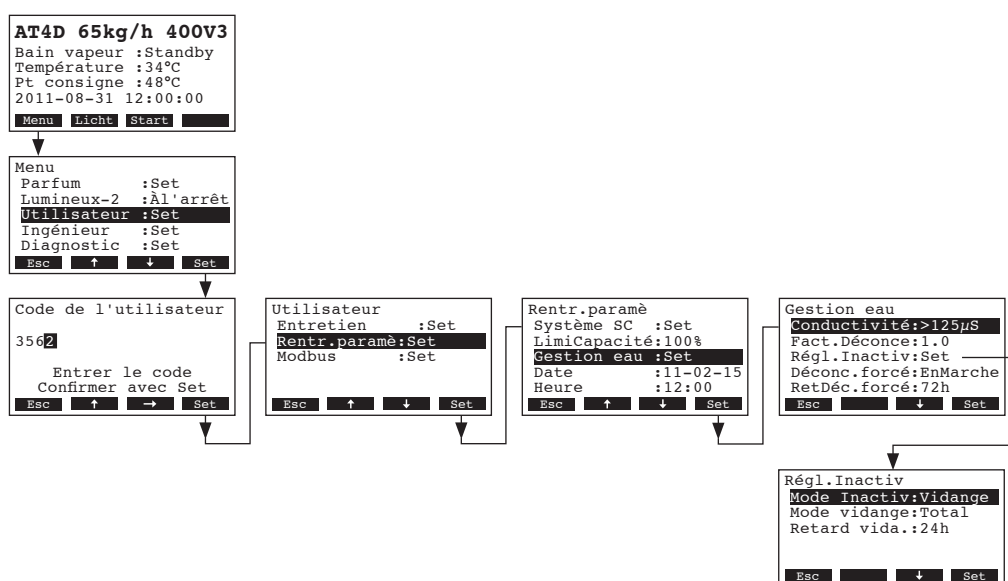 AT4D 65kg/h 400V3
Bain vapeur :Standby
Température :34°C
Pt consigne :48°C
2011-08-31 12:00:00
Menu Licht Start
Menu
Parfum :Set
Lumineux-2 :Àl'arrêt
Utilisateur :Set
Ingénieur :Set
Diagnostic :Set
Esc ↑ ↓ Set
Code de l'utilisateur
3562
Entrer le code
Confirmer avec Set
Esc ↑ → Set
Utilisateur
Entretien :Set
Rentr.paramè:Set
Modbus :Set
Esc ↑ ↓ Set
Rentr.paramè
Système SC :Set
LimiCapacité:100%
Gestion eau :Set
Date :11-02-15
Heure :12:00
Esc ↑ ↓ Set
Gestion eau
Conductivité:>125µS
Fact.Déconce:1.0
Régl.Inactiv:Set
Déconc.forcé:EnMarche
RetDéc.forcé:72h
Esc ↓ Set
Régl.Inactiv
Mode Inactiv:Vidange
Mode vidange:Total
Retard vida.:24h
Esc ↓ Set